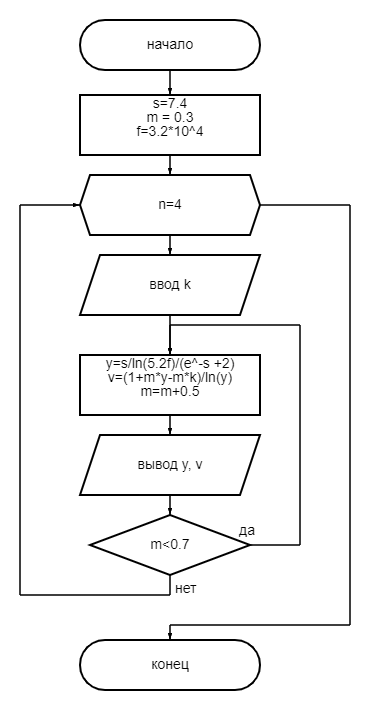 начало
s=7.4
m = 0.3
f=3.2*10^4
n=4
ввод k
y=s/ln(5.2f)/(e^-s +2)
v=(1+m*y-m*k)/ln(y)
m=m+0.5
вывод y, v
m<0.7
да
нет
конец